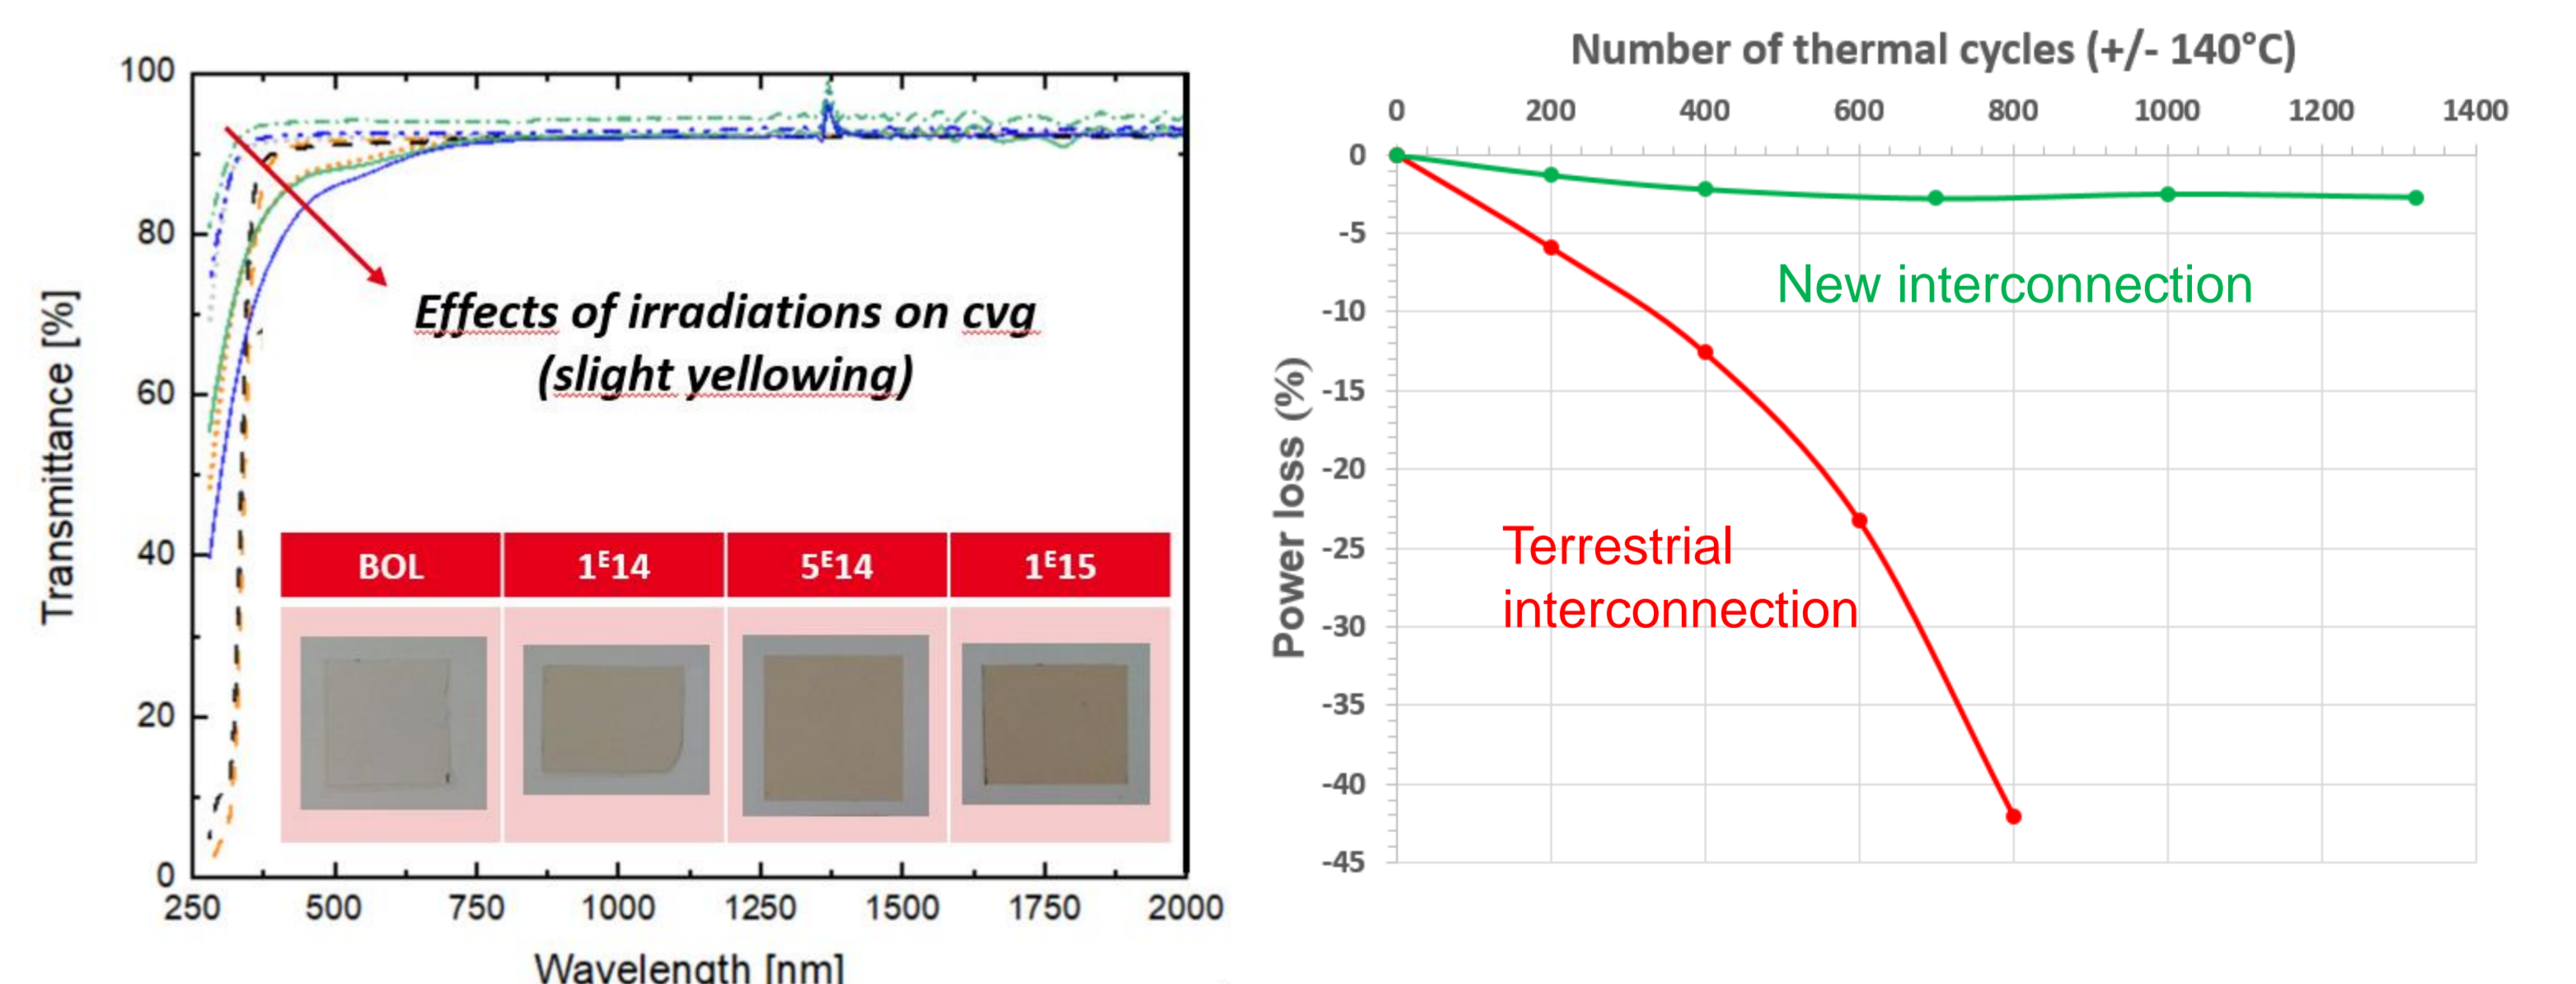 100
80
60
40
20
0
Transmittance [%]
250 500 750 1000 1250 1500 1750 2000
Wavelength [nm]
Effects of irradiations on cvg
(slight yellowing)
BOL 1E14 5E14 1E15
Number of thermal cycles (+/- 140°C)
0 200 400 600 800 1000 1200 1400
0
-5
-10
-15
-20
-25
-30
-35
-40
-45
Power loss (%)
New interconnection
Terrestrial
interconnection